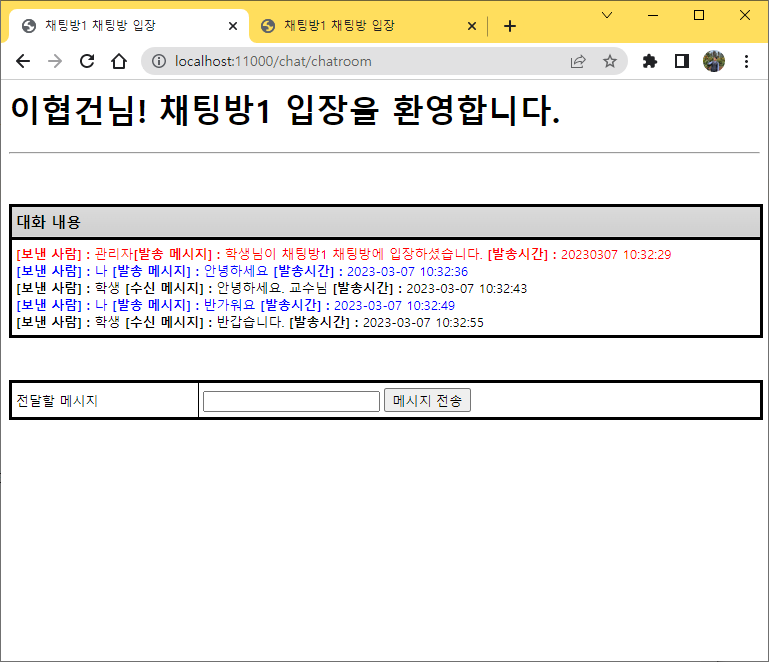 채팅방1 채팅방 입장
채팅방1 채팅방 입장
localhost:11000/chat/chatroom
이협건님! 채팅방1 입장을 환영합니다.
대화 내용
[보낸 사람] : 관리자[발송 메시지] : 학생님이 채팅방1 채팅방에 입장하셨습니다. [발송시간] : 20230307 10:32:29
[보낸 사람] : 나 [발송 메시지] : 안녕하세요 [발송시간] : 2023-03-07 10:32:36
[보낸 사람] : 학생 [수신 메시지] : 안녕하세요. 교수님 [발송시간] : 2023-03-07 10:32:43
[보낸 사람] : 나 [발송 메시지] : 반가워요 [발송시간] : 2023-03-07 10:32:49
[보낸 사람] : 학생 [수신 메시지] : 반갑습니다. [발송시간] : 2023-03-07 10:32:55
전달할 메시지 메시지 전송